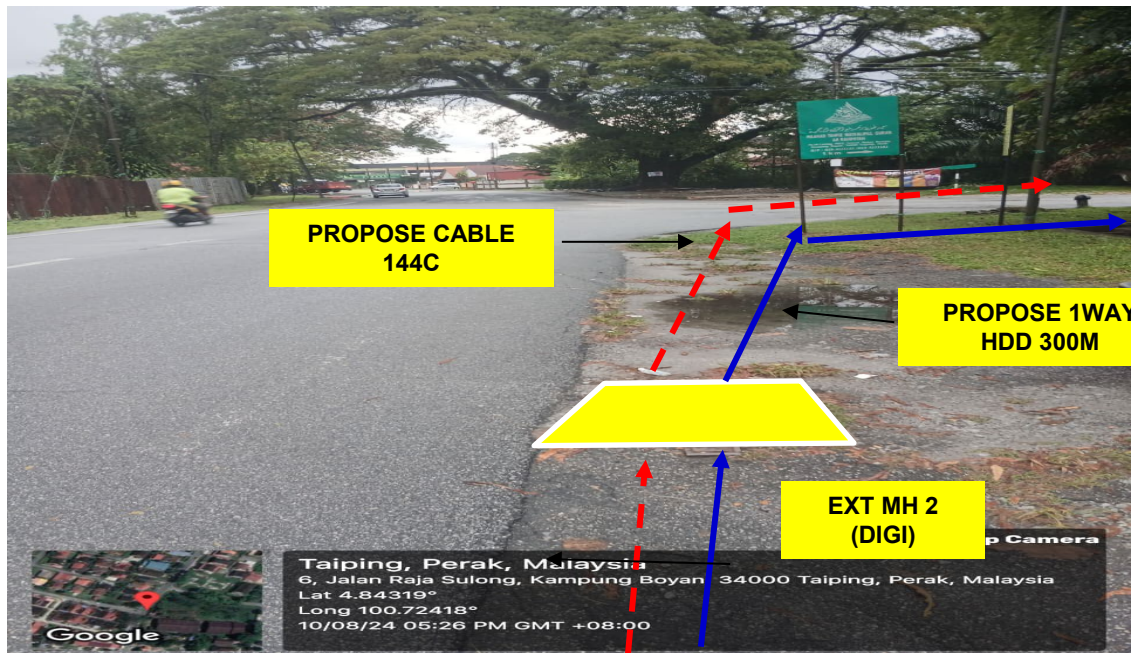 PROPOSE CABLE
144C
PROPOSE 1WAY
HDD 300M
EXT MH 2
(DIGI)
p Camera
Taiping, Perak, Malaysia
6, Jalan Raja Sulong, Kampung Boyan, 34000 Taiping, Perak, Malaysia
Lat 4.84319°
Long 100.72418°
10/08/24 05:26 PM GMT +08:00
Google